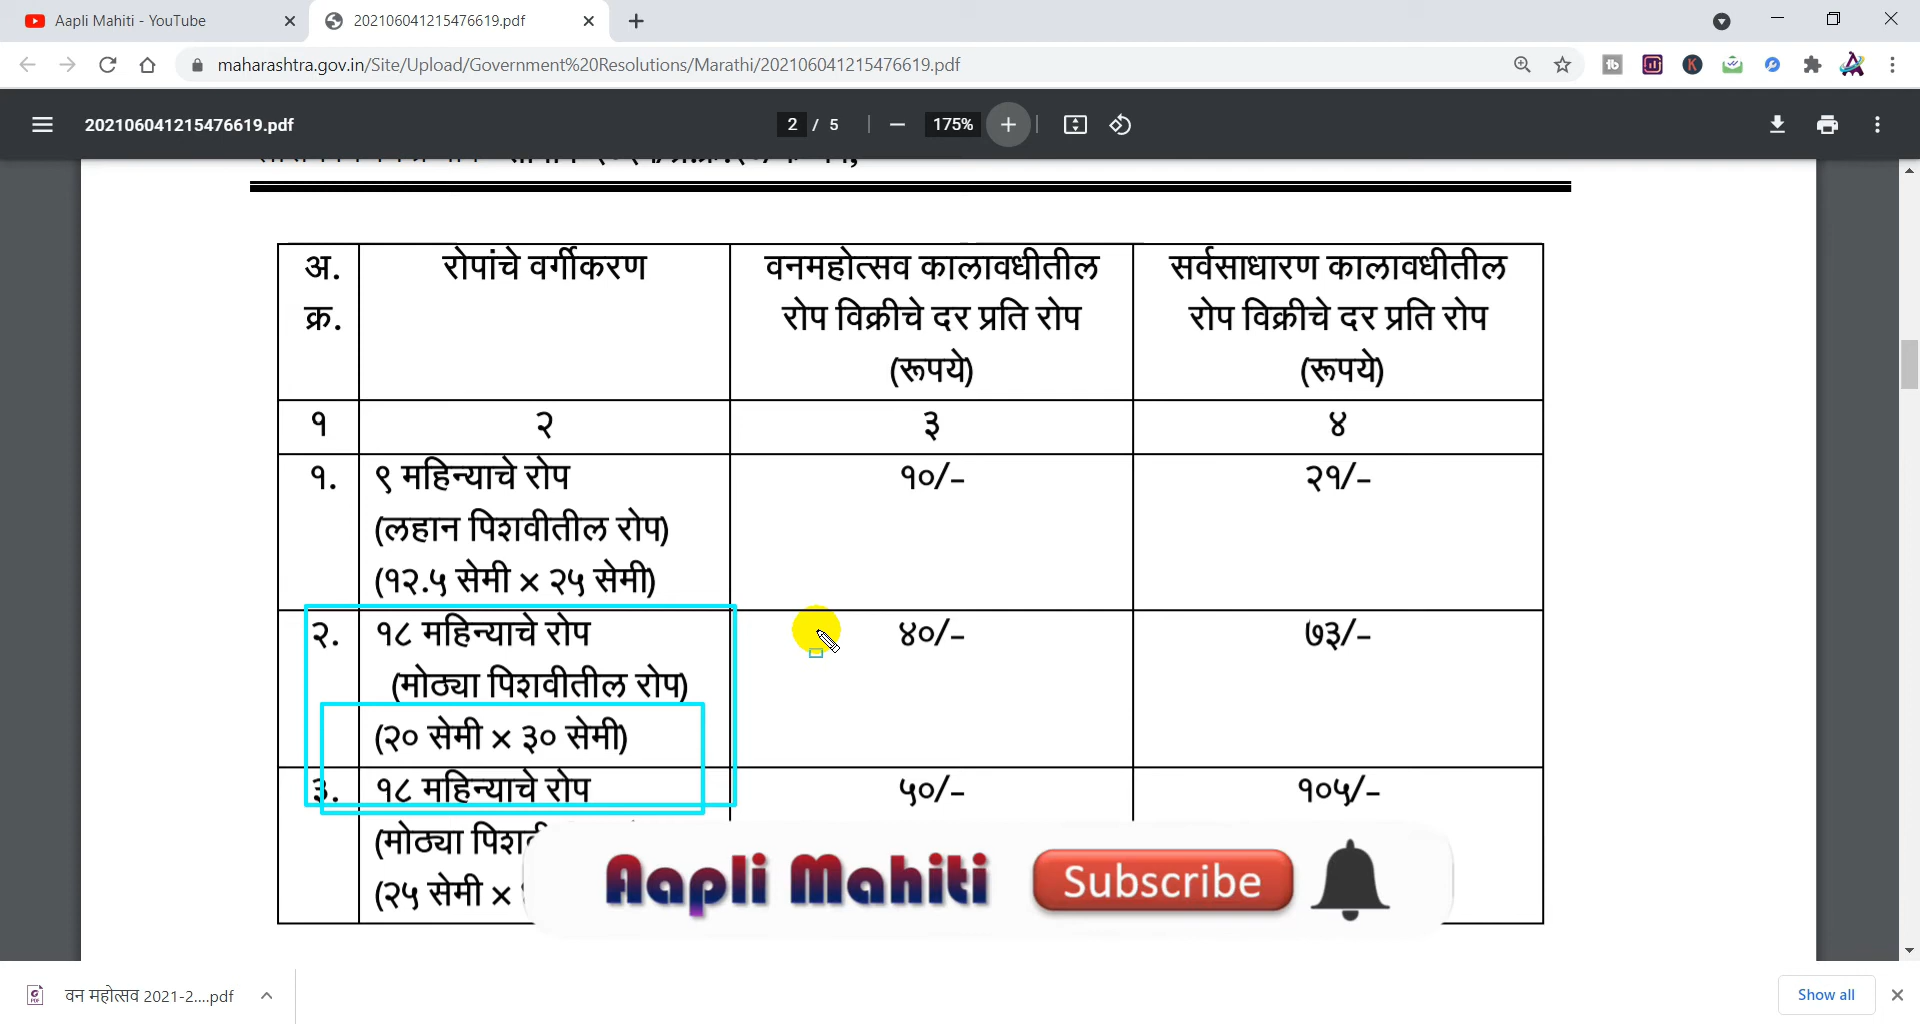 Aapli Mahiti - YouTube
202106041215476619.pdf
maharashtra.gov.in/Site/Upload/Government%20Resolutions/Marathi/202106041215476619.pdf
202106041215476619.pdf
2 / 5
175%
अ. क्र.
रोपांचे वर्गीकरण
वनमहोत्सव कालावधीतील
रोप विक्रीचे दर प्रति रोप
(रूपये)
सर्वसाधारण कालावधीतील
रोप विक्रीचे दर प्रति रोप
(रूपये)
१ २ ३ ४
१. ९ महिन्याचे रोप १०/- २१/-
(लहान पिशवीतील रोप)
(१२.५ सेमी × २५ सेमी)
२. १८ महिन्याचे रोप ४०/- ७३/-
(मोठ्या पिशवीतील रोप)
(२० सेमी × ३० सेमी)
३. १८ महिन्याचे रोप ५०/- १०५/-
(मोठ्या
(२५ सेमी ×
Aapli Mahiti
Subscribe
वन महोत्सव 2021-2....pdf
Show all